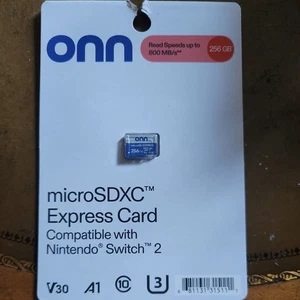 onn
Read Speeds up to
800 MB/s**
256 GB
onn
microSDXC™
Express Card
Compatible with
Nintendo® Switch™ 2
V30 A1 10 3